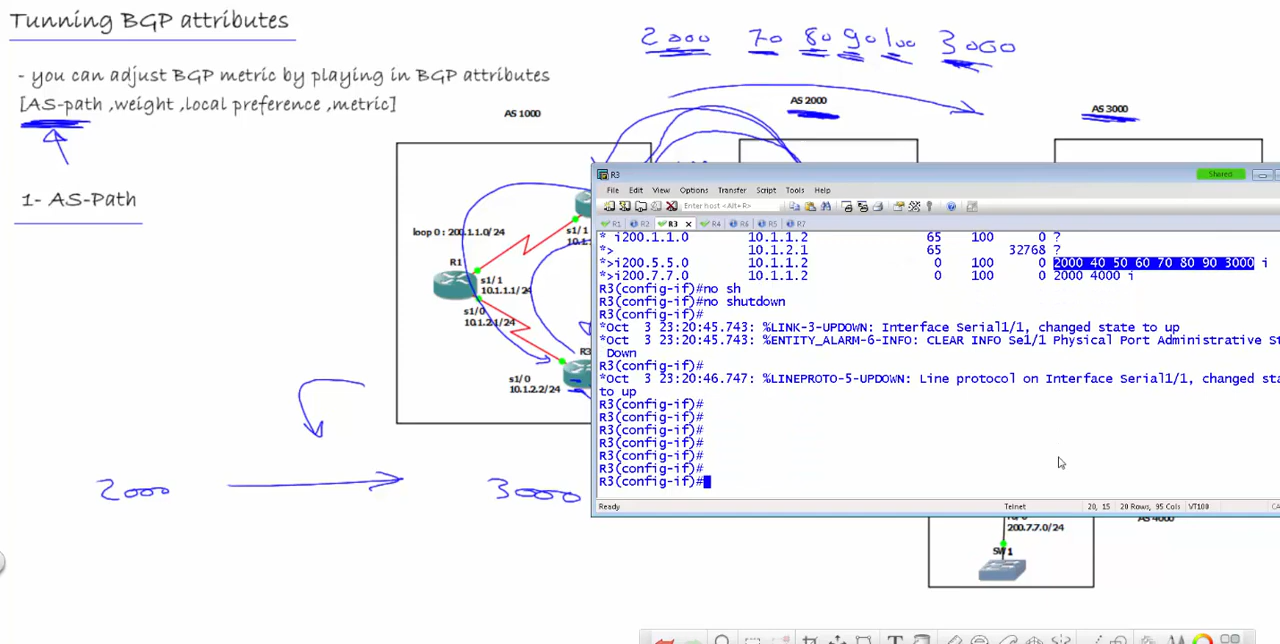 Tunning BGP attributes
2000 70 80 90 100 3000
- you can adjust BGP metric by playing in BGP attributes
[AS-path ,weight ,local preference ,metric]
AS 1000
AS 2000
AS 3000
1- AS-Path
loop 0 : 200.1.1.0/24
s1/1
10.1.
R1
s1/1
10.1.1.1/24
s1/0
10.1.2.1/24
R3
s1/0
10.1.2.2/24
2000
3000
R3
Shared
File Edit View Options Transfer Script Tools Help
Enter host <Alt+R>
R1 R2 R3 R4 R6 R5 R7
* i200.1.1.0 10.1.1.2 65 100 0 ?
*> 10.1.2.1 65 32768 ?
*>i200.5.5.0 10.1.1.2 0 100 0 2000 40 50 60 70 80 90 3000 i
*>i200.7.7.0 10.1.1.2 0 100 0 2000 4000 i
R3(config-if)#no sh
R3(config-if)#no shutdown
R3(config-if)#
*Oct 3 23:20:45.743: %LINK-3-UPDOWN: Interface Serial1/1, changed state to up
*Oct 3 23:20:45.743: %ENTITY_ALARM-6-INFO: CLEAR INFO Se1/1 Physical Port Administrative St
Down
R3(config-if)#
*Oct 3 23:20:46.747: %LINEPROTO-5-UPDOWN: Line protocol on Interface Serial1/1, changed sta
to up
R3(config-if)#
R3(config-if)#
R3(config-if)#
R3(config-if)#
R3(config-if)#
R3(config-if)#
R3(config-if)#
Ready Telnet 20, 15 20 Rows, 95 Cols VT100 CA
200.7.7.0/24
SW1
AS 4000